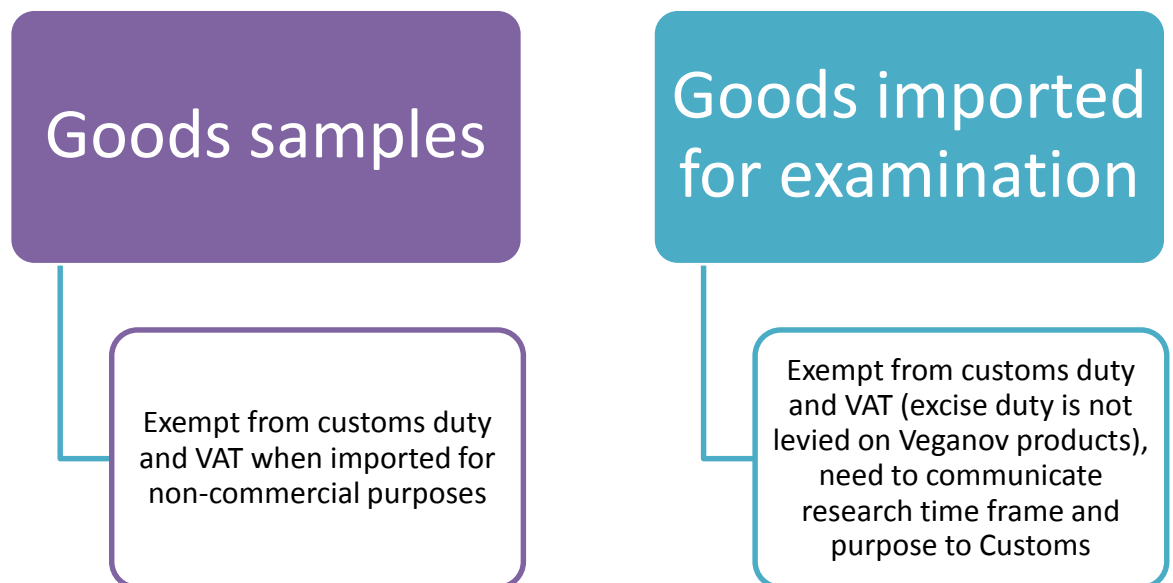 Goods samples
Exempt from customs duty
and VAT when imported for
non-commercial purposes
Goods imported
for examination
Exempt from customs duty
and VAT (excise duty is not
levied on Veganov products),
need to communicate
research time frame and
purpose to Customs